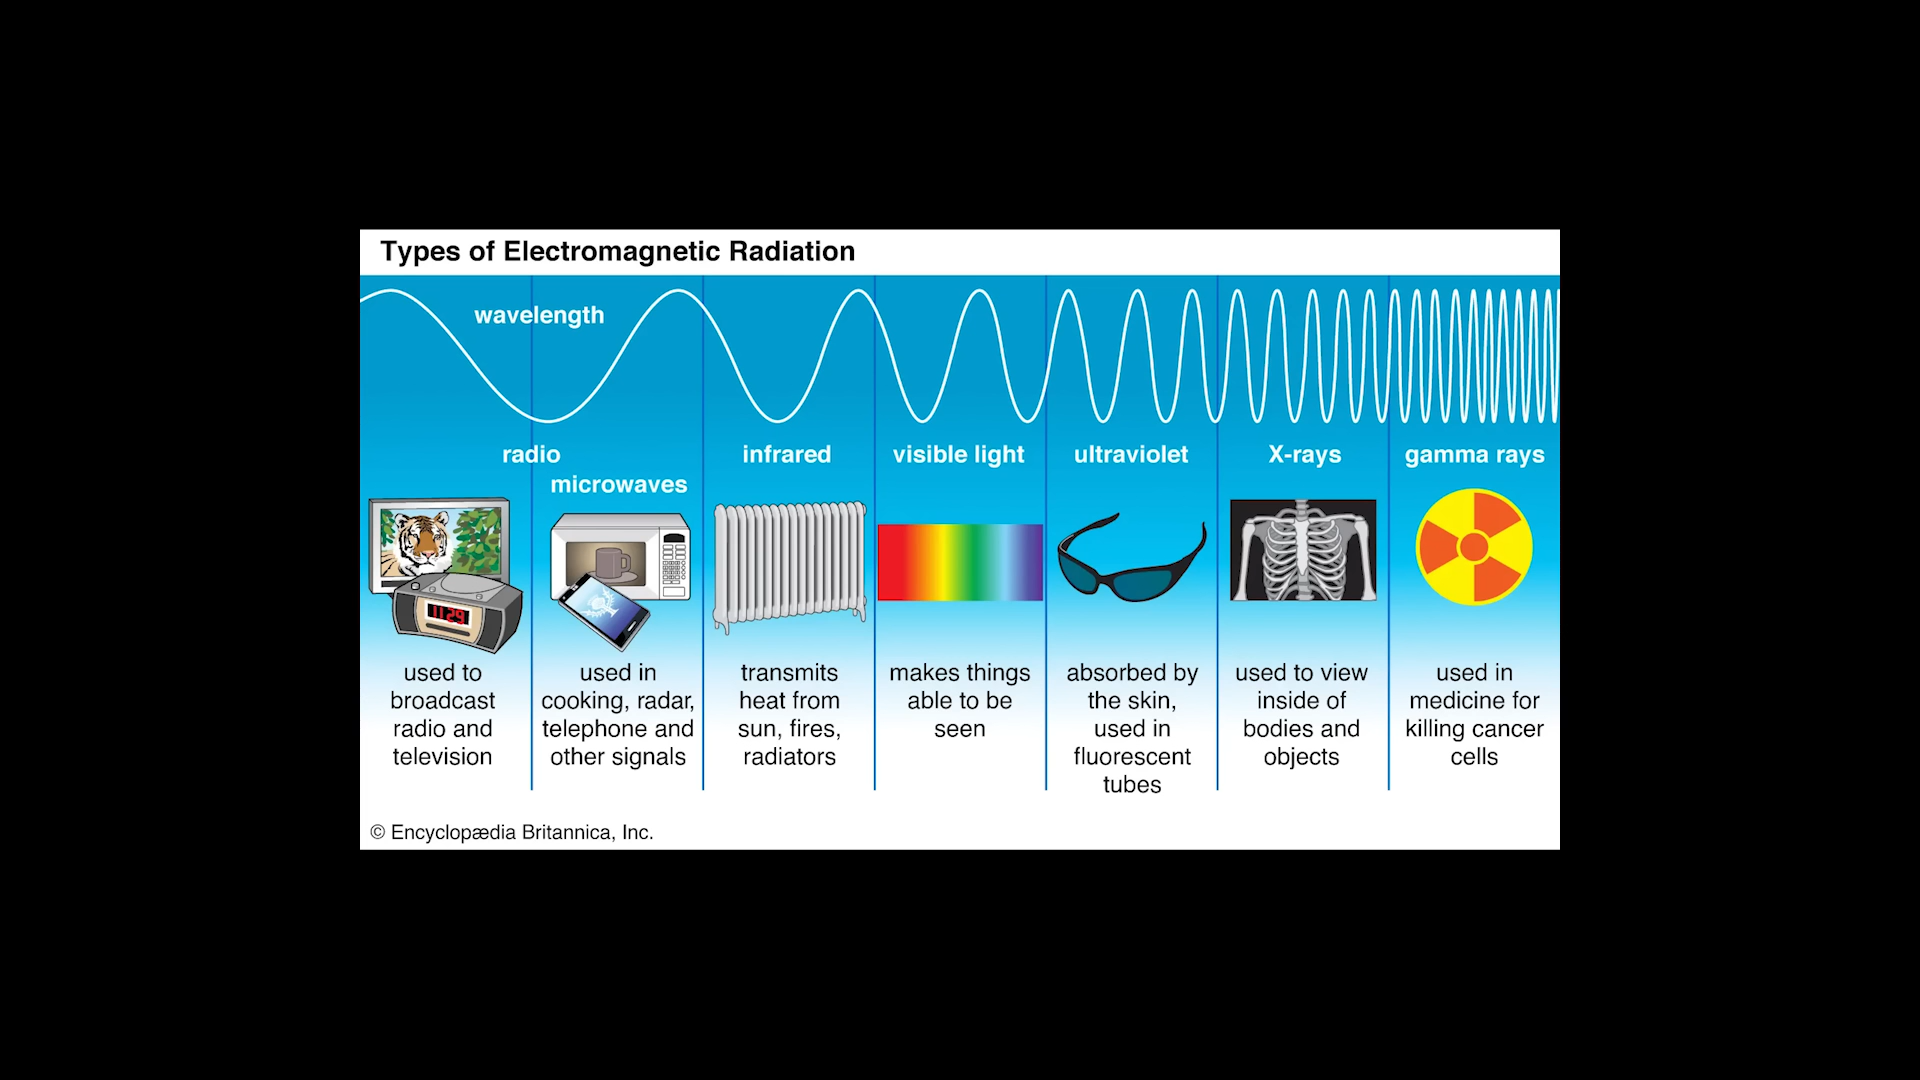 Types of Electromagnetic Radiation
wavelength
radio
microwaves
infrared
visible light
ultraviolet
X-rays
gamma rays
11:29
used to
broadcast
radio and
television
used in
cooking, radar,
telephone and
other signals
transmits
heat from
sun, fires,
radiators
makes things
able to be
seen
absorbed by
the skin,
used in
fluorescent
tubes
used to view
inside of
bodies and
objects
used in
medicine for
killing cancer
cells
© Encyclopædia Britannica, Inc.